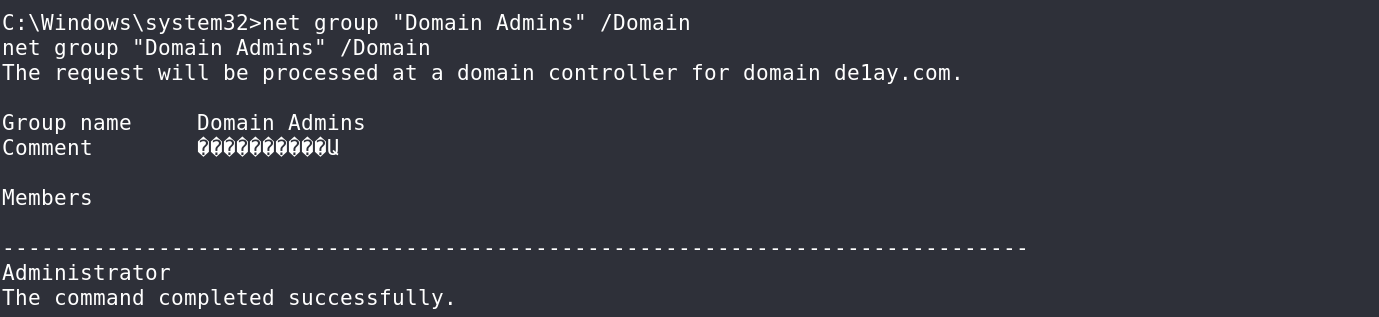 C:\Windows\system32>net group "Domain Admins" /Domain
net group "Domain Admins" /Domain
The request will be processed at a domain controller for domain de1ay.com.
Group name     Domain Admins
Comment
Members
-------------------------------------------------------------------------------
Administrator
The command completed successfully.